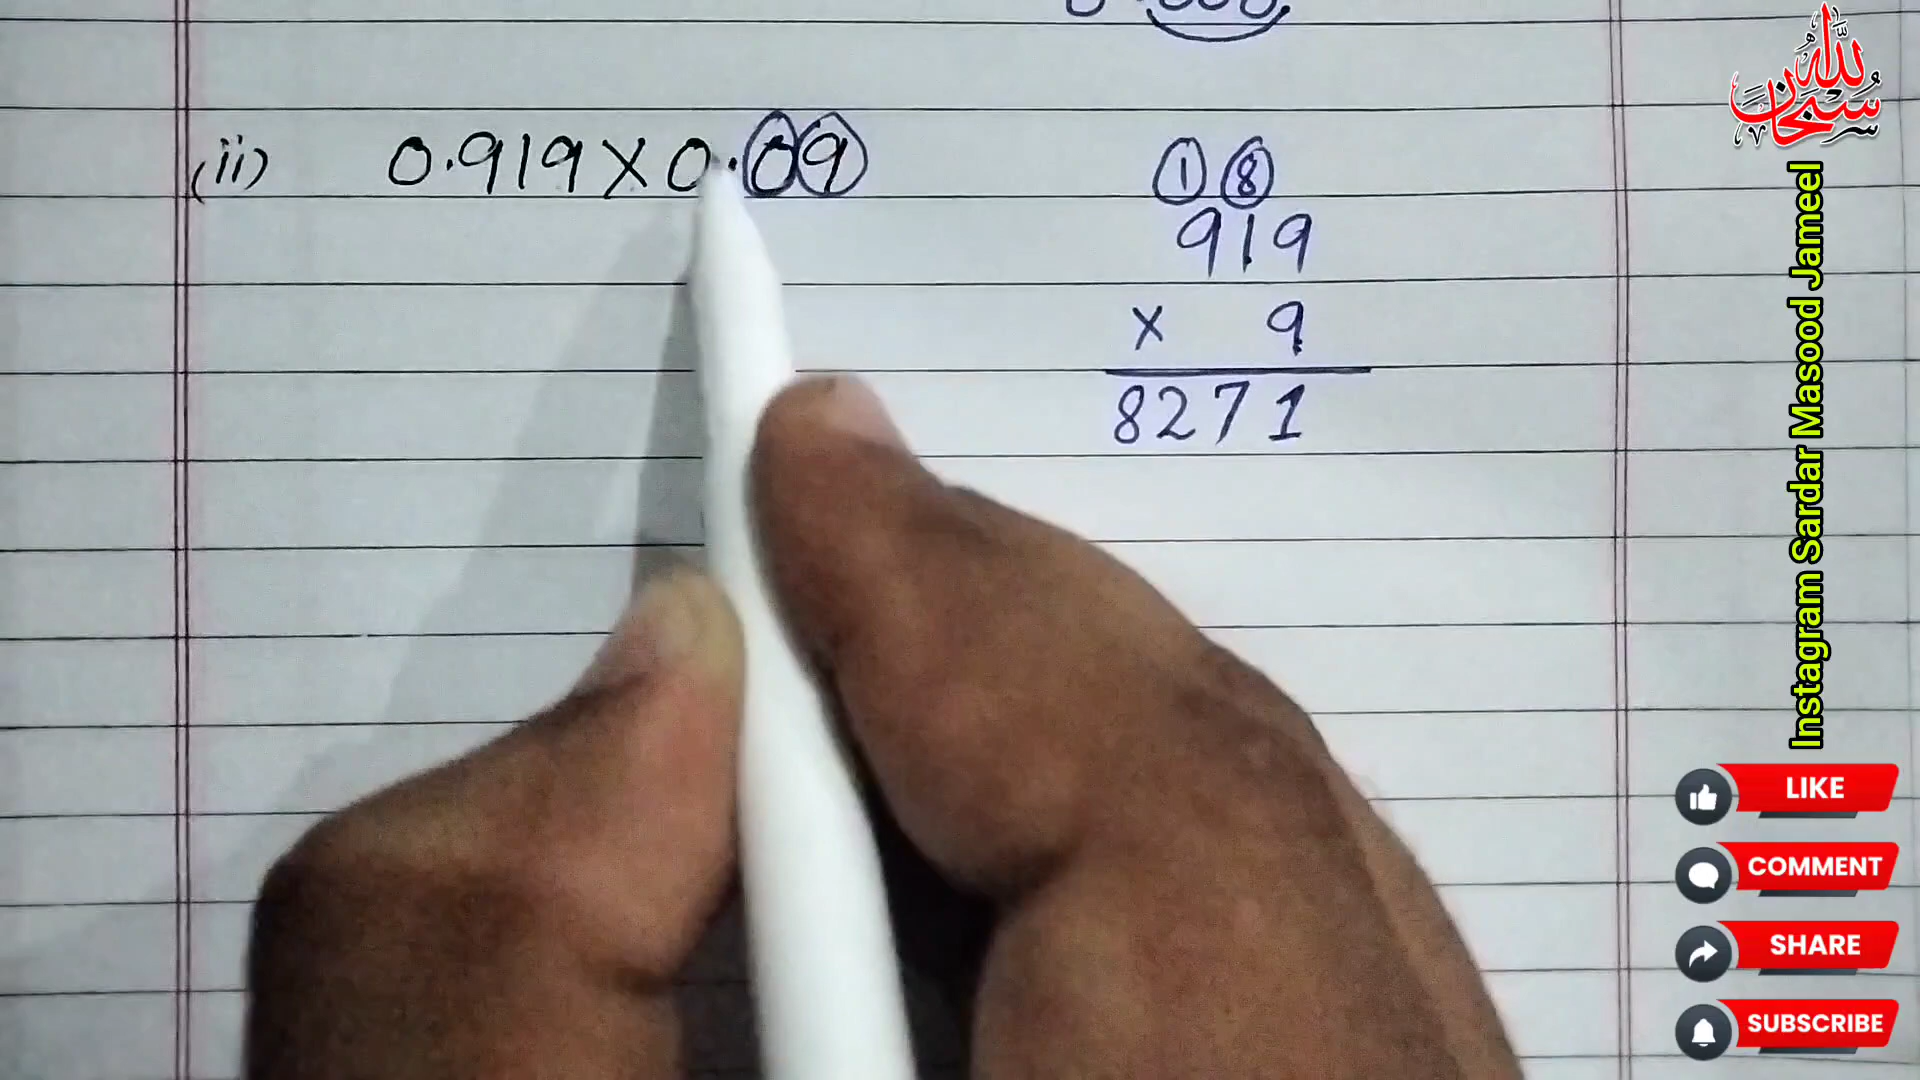 (ii) 0.919 X 0.09
1 8
919
x 9
8271
سبحان الله
Instagram Sardar Masood Jameel
LIKE
COMMENT
SHARE
SUBSCRIBE